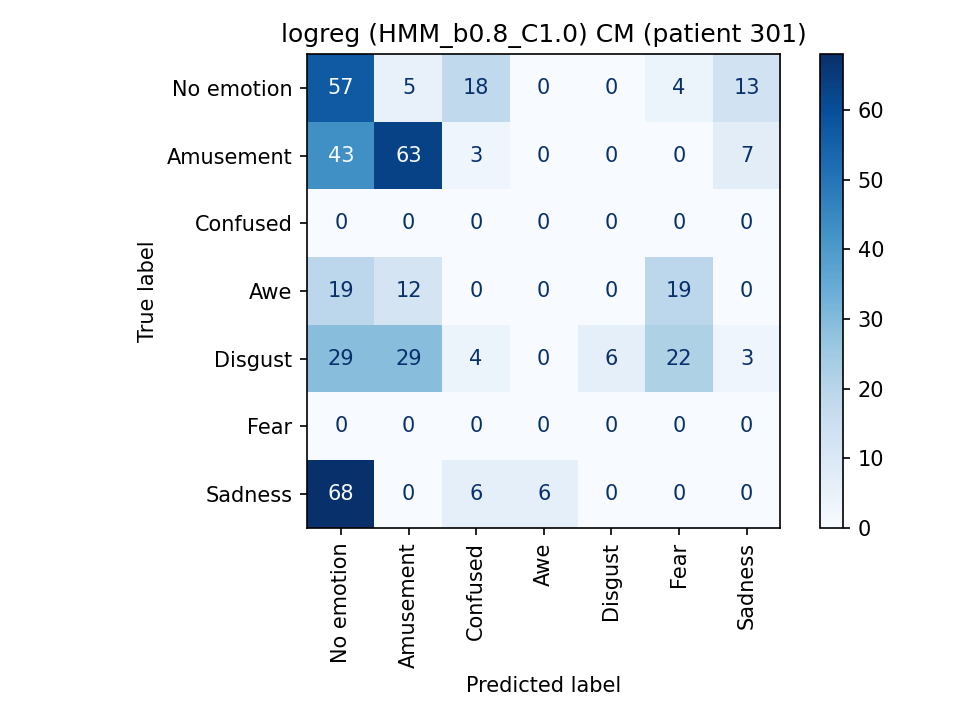 logreg (HMM_b0.8_C1.0) CM (patient 301)
No emotion 57 5 18 0 0 4 13
Amusement 43 63 3 0 0 0 7
Confused 0 0 0 0 0 0 0
Awe 19 12 0 0 0 19 0
Disgust 29 29 4 0 6 22 3
Fear 0 0 0 0 0 0 0
Sadness 68 0 6 6 0 0 0
True label
No emotion Amusement Confused Awe Disgust Fear Sadness
Predicted label
60
50
40
30
20
10
0